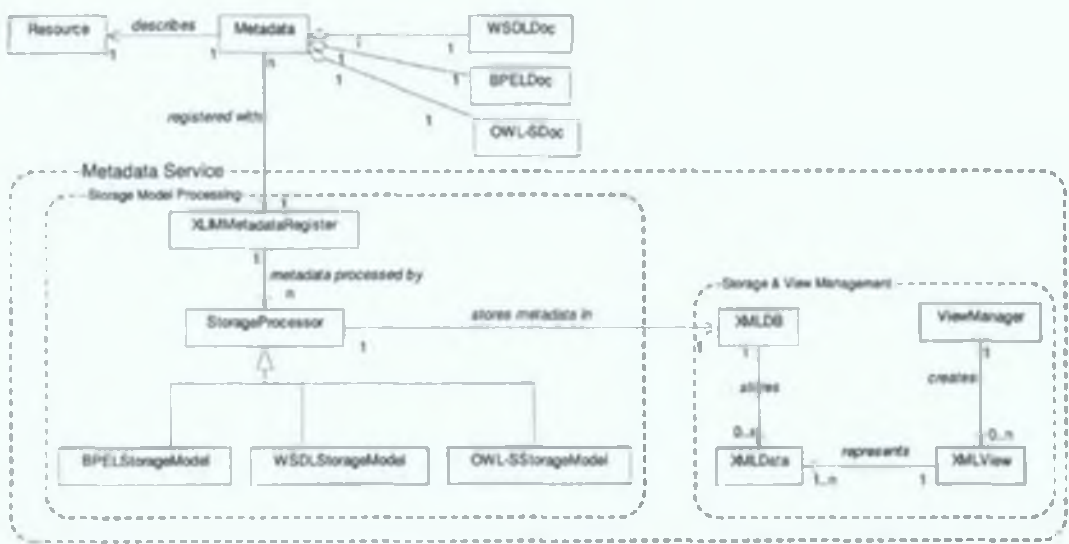 Resource
describes
Metadata
WSDLDoc
1
1
n
1
1
BPELDoc
1
1
1
1
OWL-SDoc
registered with
Metadata Service
Storage Model Processing
1
XLIMMetadataRegister
1
metadata processed by
n
Storage & View Management
StorageProcessor
stores metadata in
XMLDB
ViewManager
1
1
1
1
stores
creates
0..n
0..n
BPELStorageModel
WSDLStorageModel
OWL-SStorageModel
XMLData
represents
XMLView
1..n
1